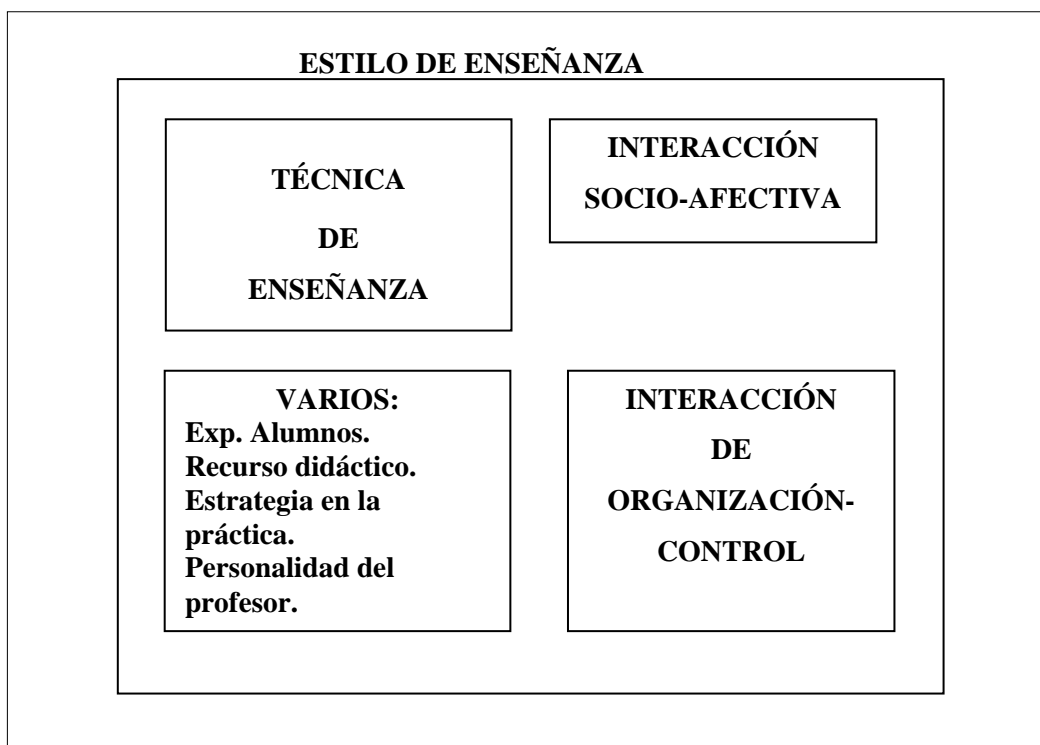 ESTILO DE ENSEÑANZA
TÉCNICA
DE
ENSEÑANZA
INTERACCIÓN
SOCIO-AFECTIVA
VARIOS:
Exp. Alumnos.
Recurso didáctico.
Estrategia en la
práctica.
Personalidad del
profesor.
INTERACCIÓN
DE
ORGANIZACIÓN-
CONTROL